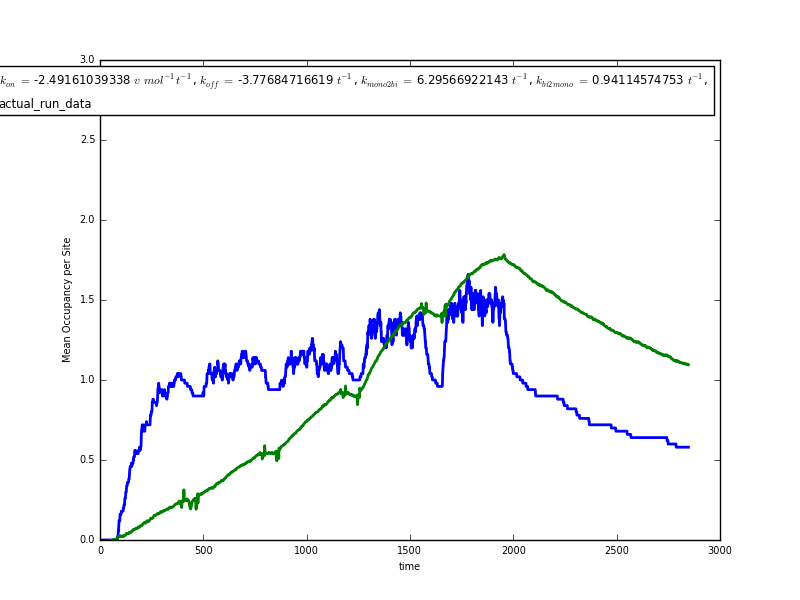 3.0
k_on = -2.49161039338 v mol^−1 t^−1, k_off = -3.77684716619 t^−1, k_mono2bi = 6.29566922143 t^−1, k_bi2mono = 0.94114574753 t^−1,
actual_run_data
2.5
2.0
1.5
1.0
0.5
0.0
Mean Occupancy per Site
0 500 1000 1500 2000 2500 3000
time